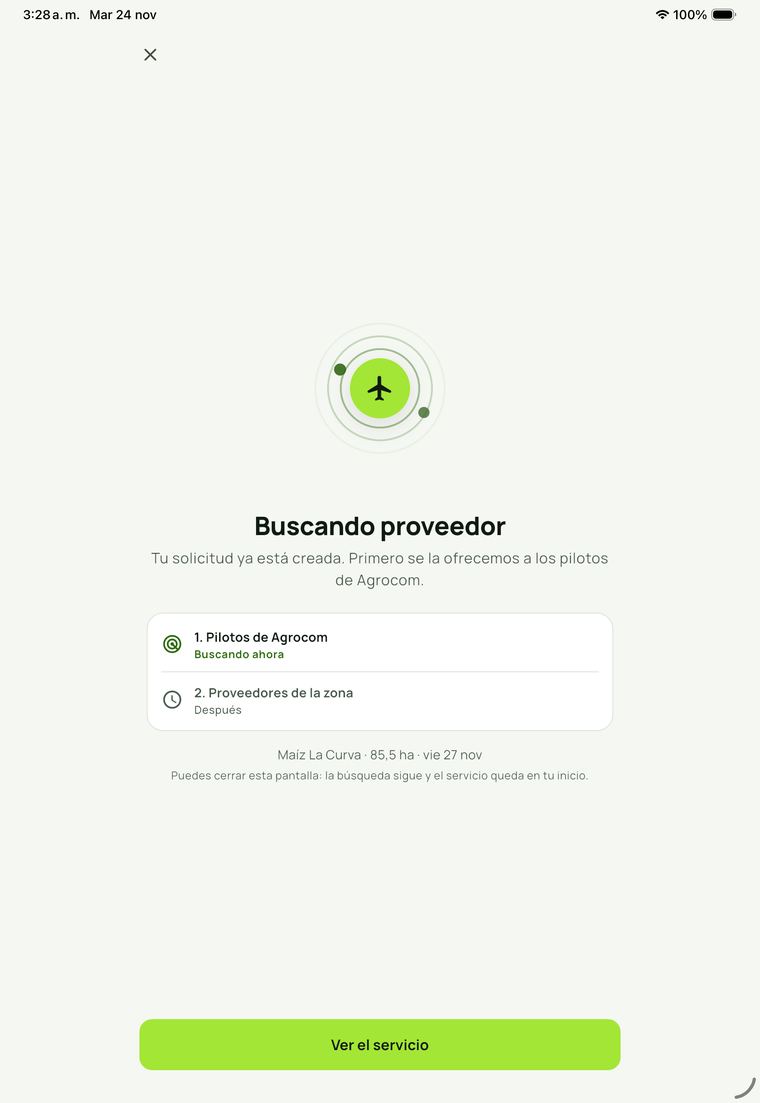 3:28 a. m. Mar 24 nov
100%
Buscando proveedor
Tu solicitud ya está creada. Primero se la ofrecemos a los pilotos
de Agrocom.
1. Pilotos de Agrocom
Buscando ahora
2. Proveedores de la zona
Después
Maíz La Curva · 85,5 ha · vie 27 nov
Puedes cerrar esta pantalla: la búsqueda sigue y el servicio queda en tu inicio.
Ver el servicio